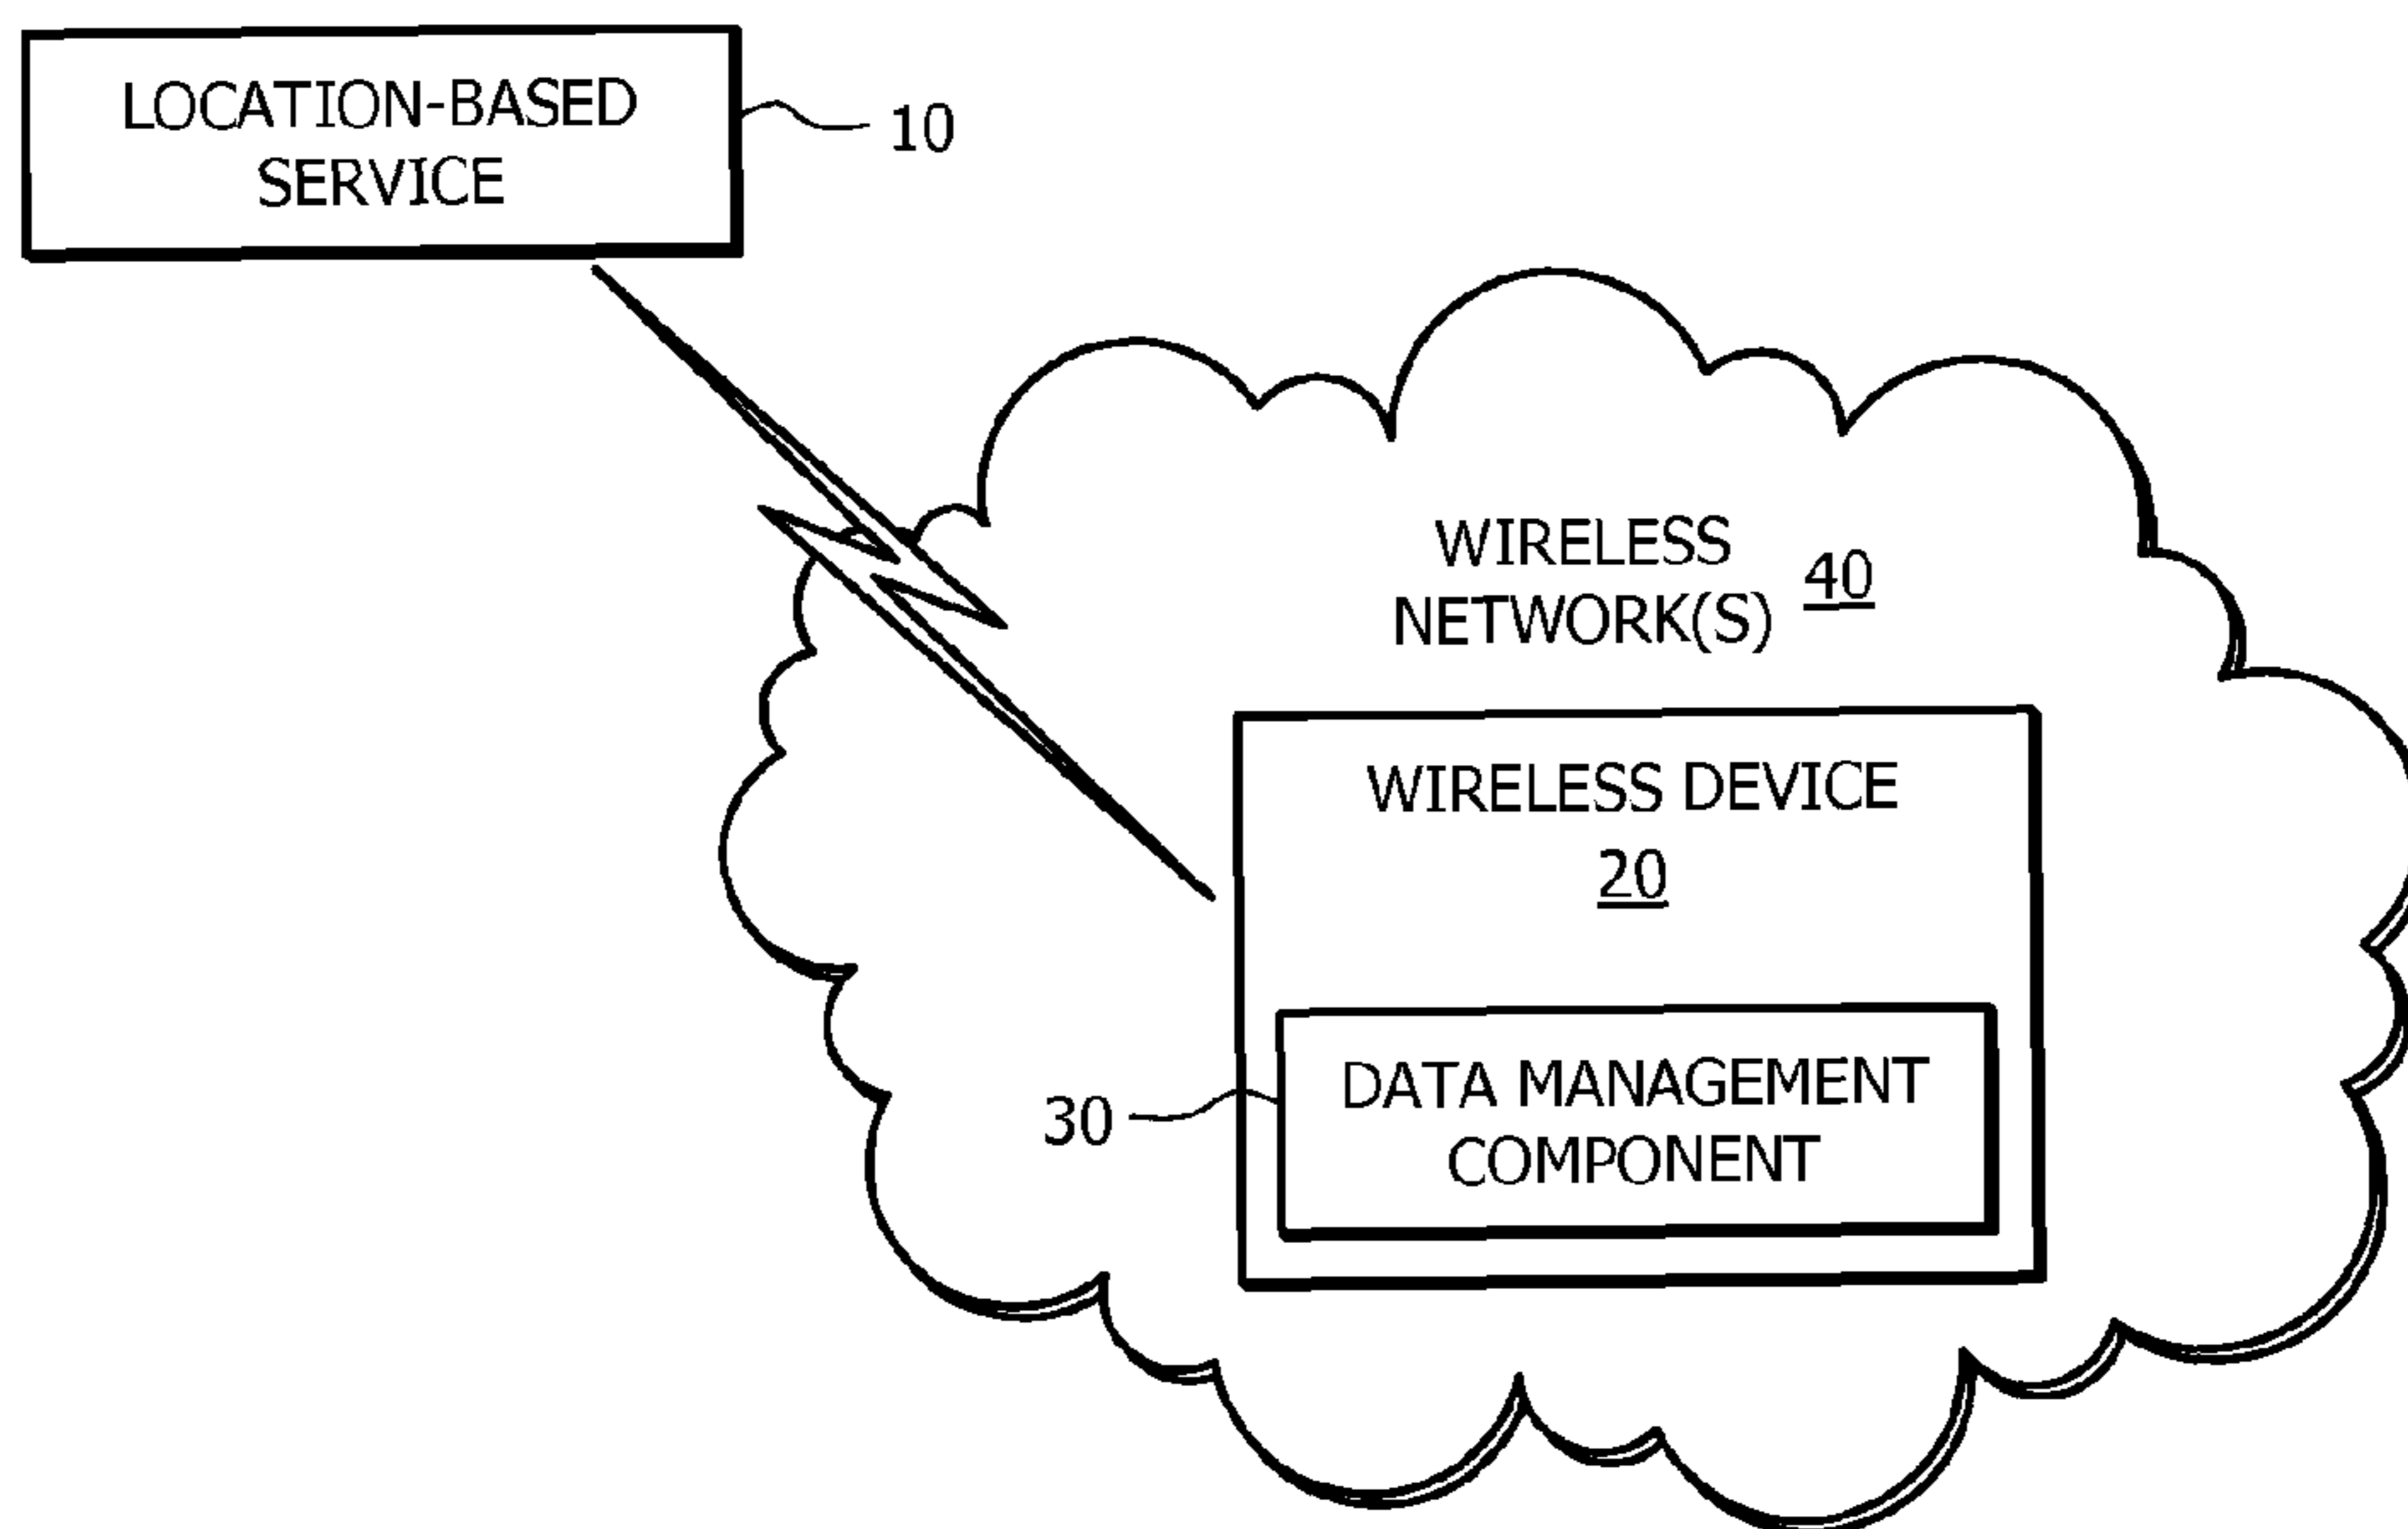 LOCATION-BASED
SERVICE
10
WIRELESS
NETWORK(S)
40
WIRELESS DEVICE
20
DATA MANAGEMENT
COMPONENT
30